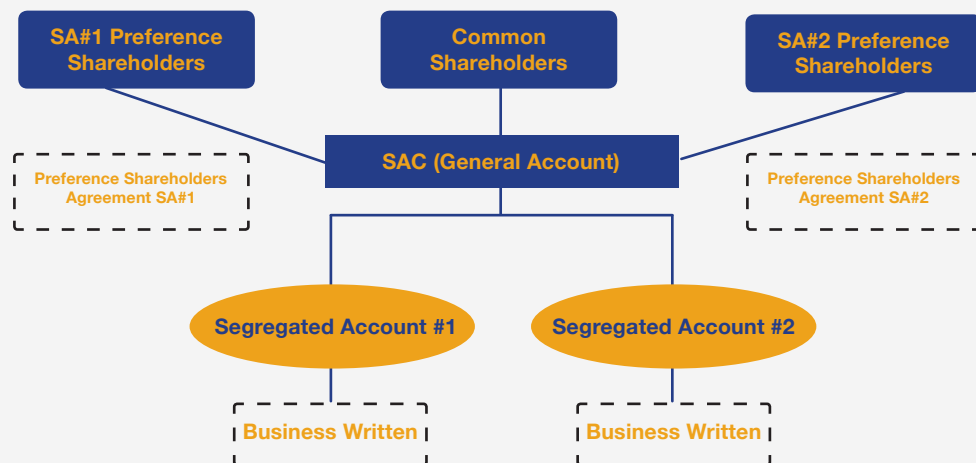 SA#1 Preference
Shareholders
Common
Shareholders
SA#2 Preference
Shareholders
SAC (General Account)
Preference Shareholders
Agreement SA#1
Preference Shareholders
Agreement SA#2
Segregated Account #1
Segregated Account #2
Business Written
Business Written